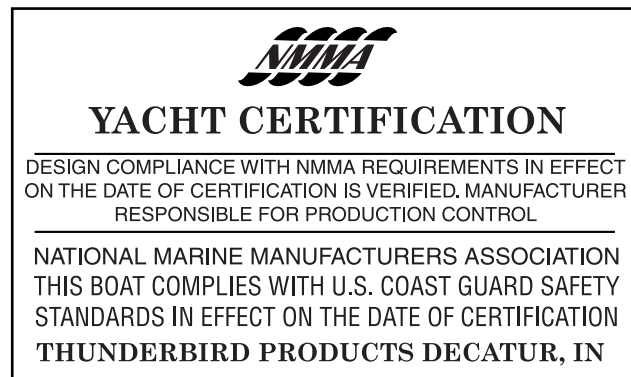 NMMA
YACHT CERTIFICATION
DESIGN COMPLIANCE WITH NMMA REQUIREMENTS IN EFFECT
ON THE DATE OF CERTIFICATION IS VERIFIED. MANUFACTURER
RESPONSIBLE FOR PRODUCTION CONTROL
NATIONAL MARINE MANUFACTURERS ASSOCIATION
THIS BOAT COMPLIES WITH U.S. COAST GUARD SAFETY
STANDARDS IN EFFECT ON THE DATE OF CERTIFICATION
THUNDERBIRD PRODUCTS DECATUR, IN